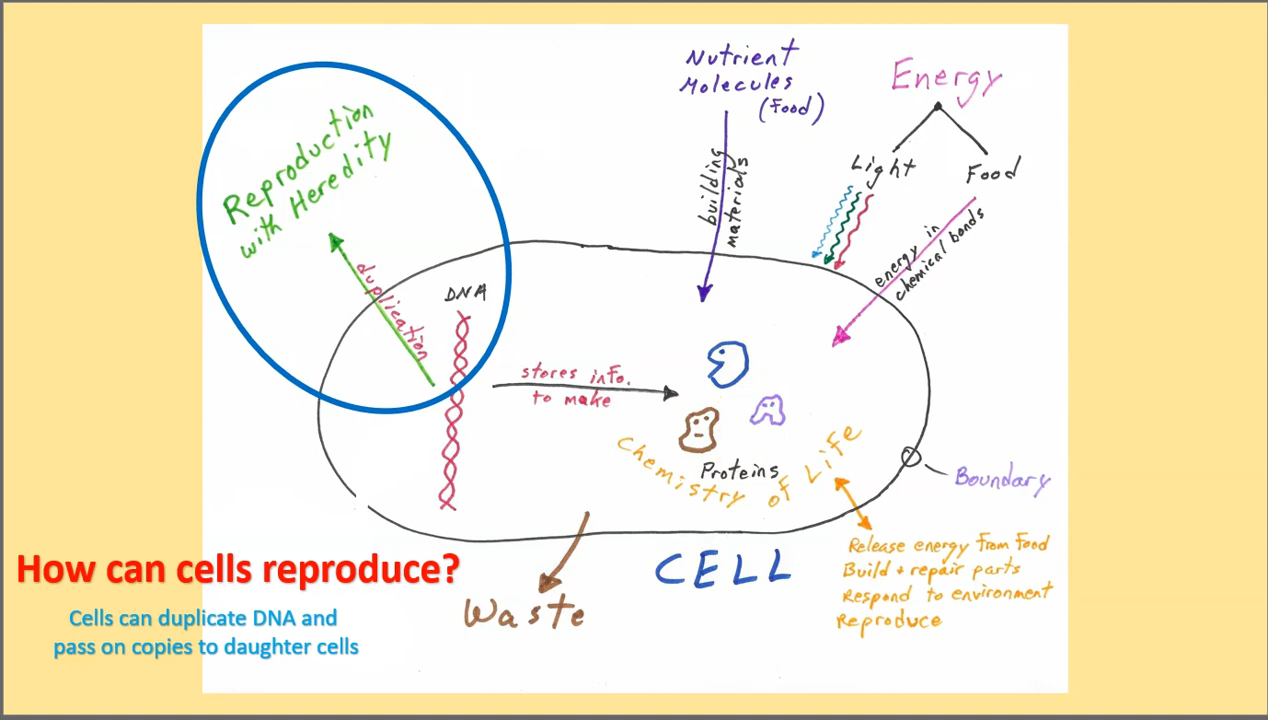 Nutrient
Molecules
(Food)
Energy
Light
Food
building
materials
energy in
chemical bonds
Reproduction
with Heredity
duplication
DNA
stores info.
to make
Proteins
Chemistry of Life
Boundary
Release energy from food
Build + repair parts
Respond to environment
Reproduce
CELL
Waste
How can cells reproduce?
Cells can duplicate DNA and
pass on copies to daughter cells